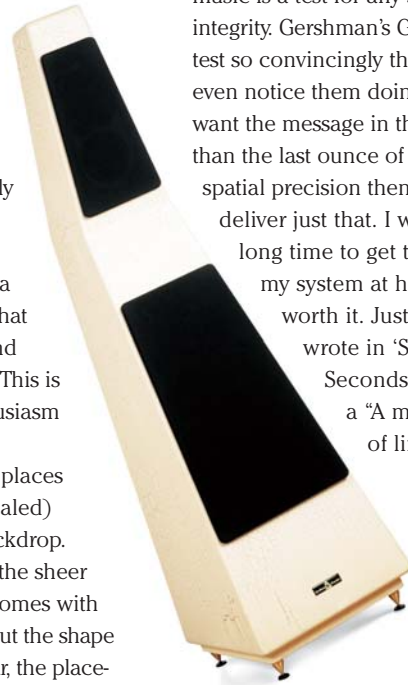 ly
a
hat
nd
This is
usiasm
places
aled)
ckdrop.
the sheer
omes with
ut the shape
r, the place-
music is a test for any
integrity. Gershman’s G
test so convincingly th
even notice them doin
want the message in th
than the last ounce of
spatial precision then
deliver just that. I w
long time to get t
my system at h
worth it. Just
wrote in ‘S
Seconds
a “A m
of li